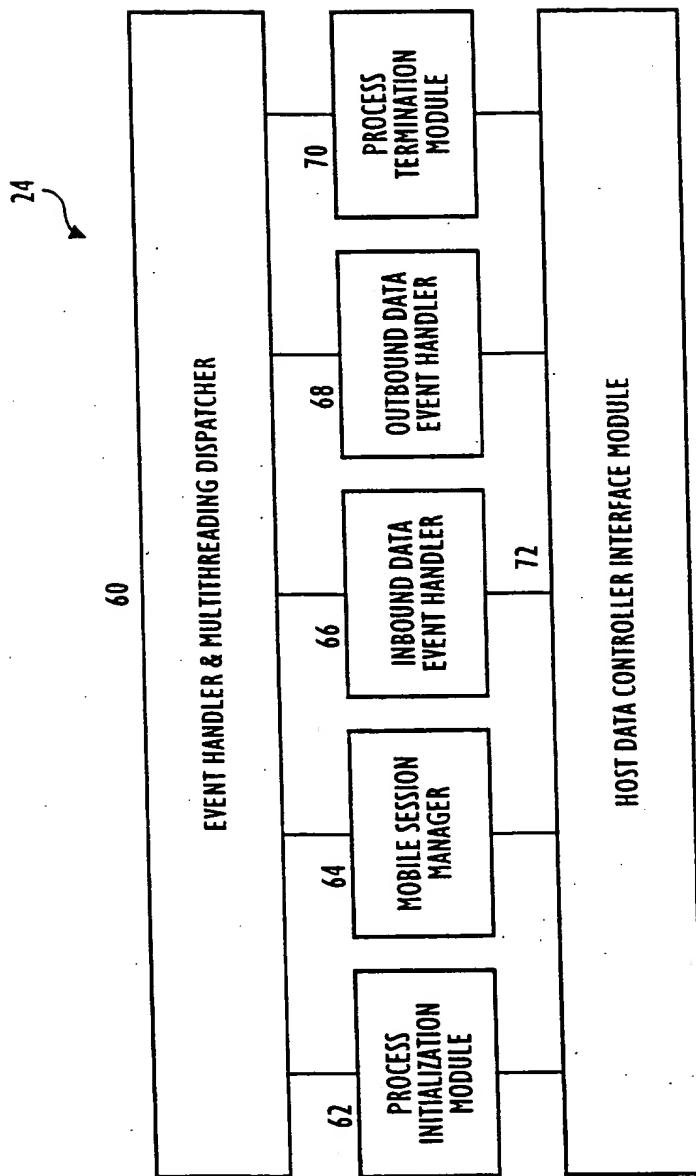 24
60
EVENT HANDLER & MULTITHREADING DISPATCHER
62
PROCESS
INITIALIZATION
MODULE
64
MOBILE SESSION
MANAGER
66
INBOUND DATA
EVENT HANDLER
68
OUTBOUND DATA
EVENT HANDLER
70
PROCESS
TERMINATION
MODULE
72
HOST DATA CONTROLLER INTERFACE MODULE